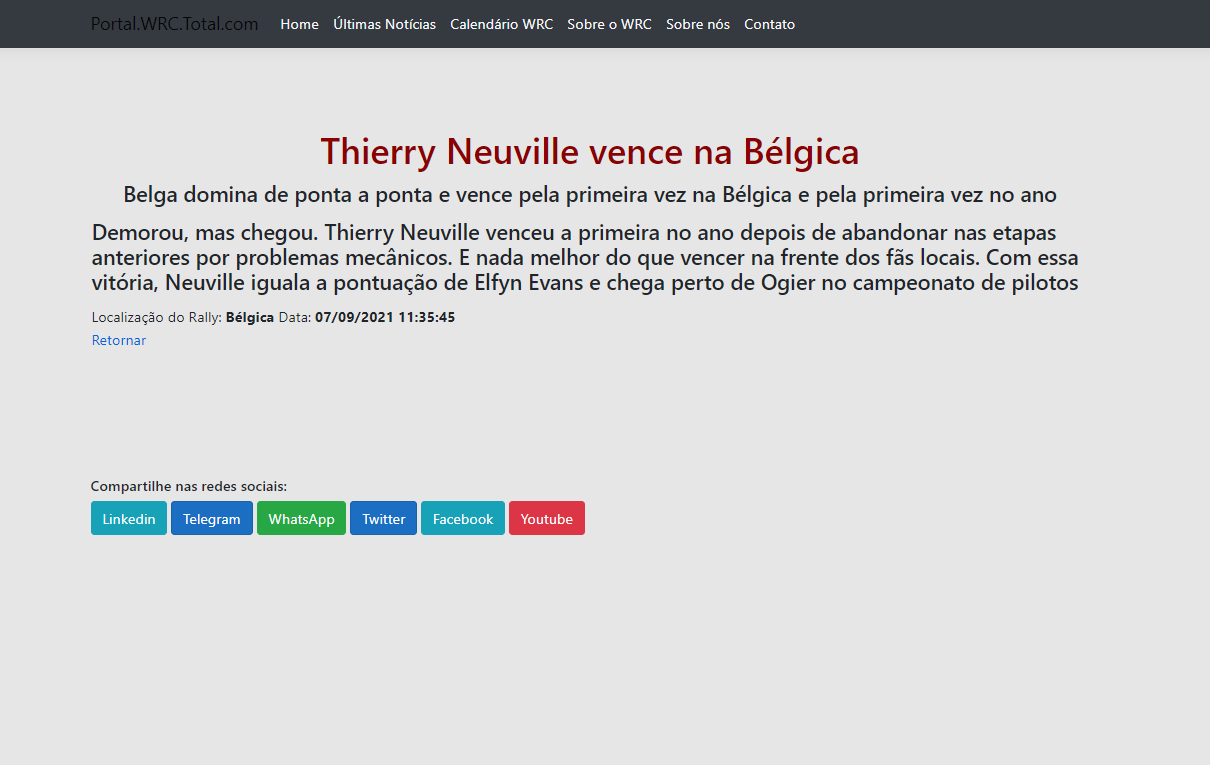 Portal.WRC.Total.com Home Últimas Notícias Calendário WRC Sobre o WRC Sobre nós Contato
Thierry Neuville vence na Bélgica
Belga domina de ponta a ponta e vence pela primeira vez na Bélgica e pela primeira vez no ano
Demorou, mas chegou. Thierry Neuville venceu a primeira no ano depois de abandonar nas etapas
anteriores por problemas mecânicos. E nada melhor do que vencer na frente dos fãs locais. Com essa
vitória, Neuville iguala a pontuação de Elfyn Evans e chega perto de Ogier no campeonato de pilotos
Localização do Rally: Bélgica Data: 07/09/2021 11:35:45
Retornar
Compartilhe nas redes sociais:
Linkedin Telegram WhatsApp Twitter Facebook Youtube